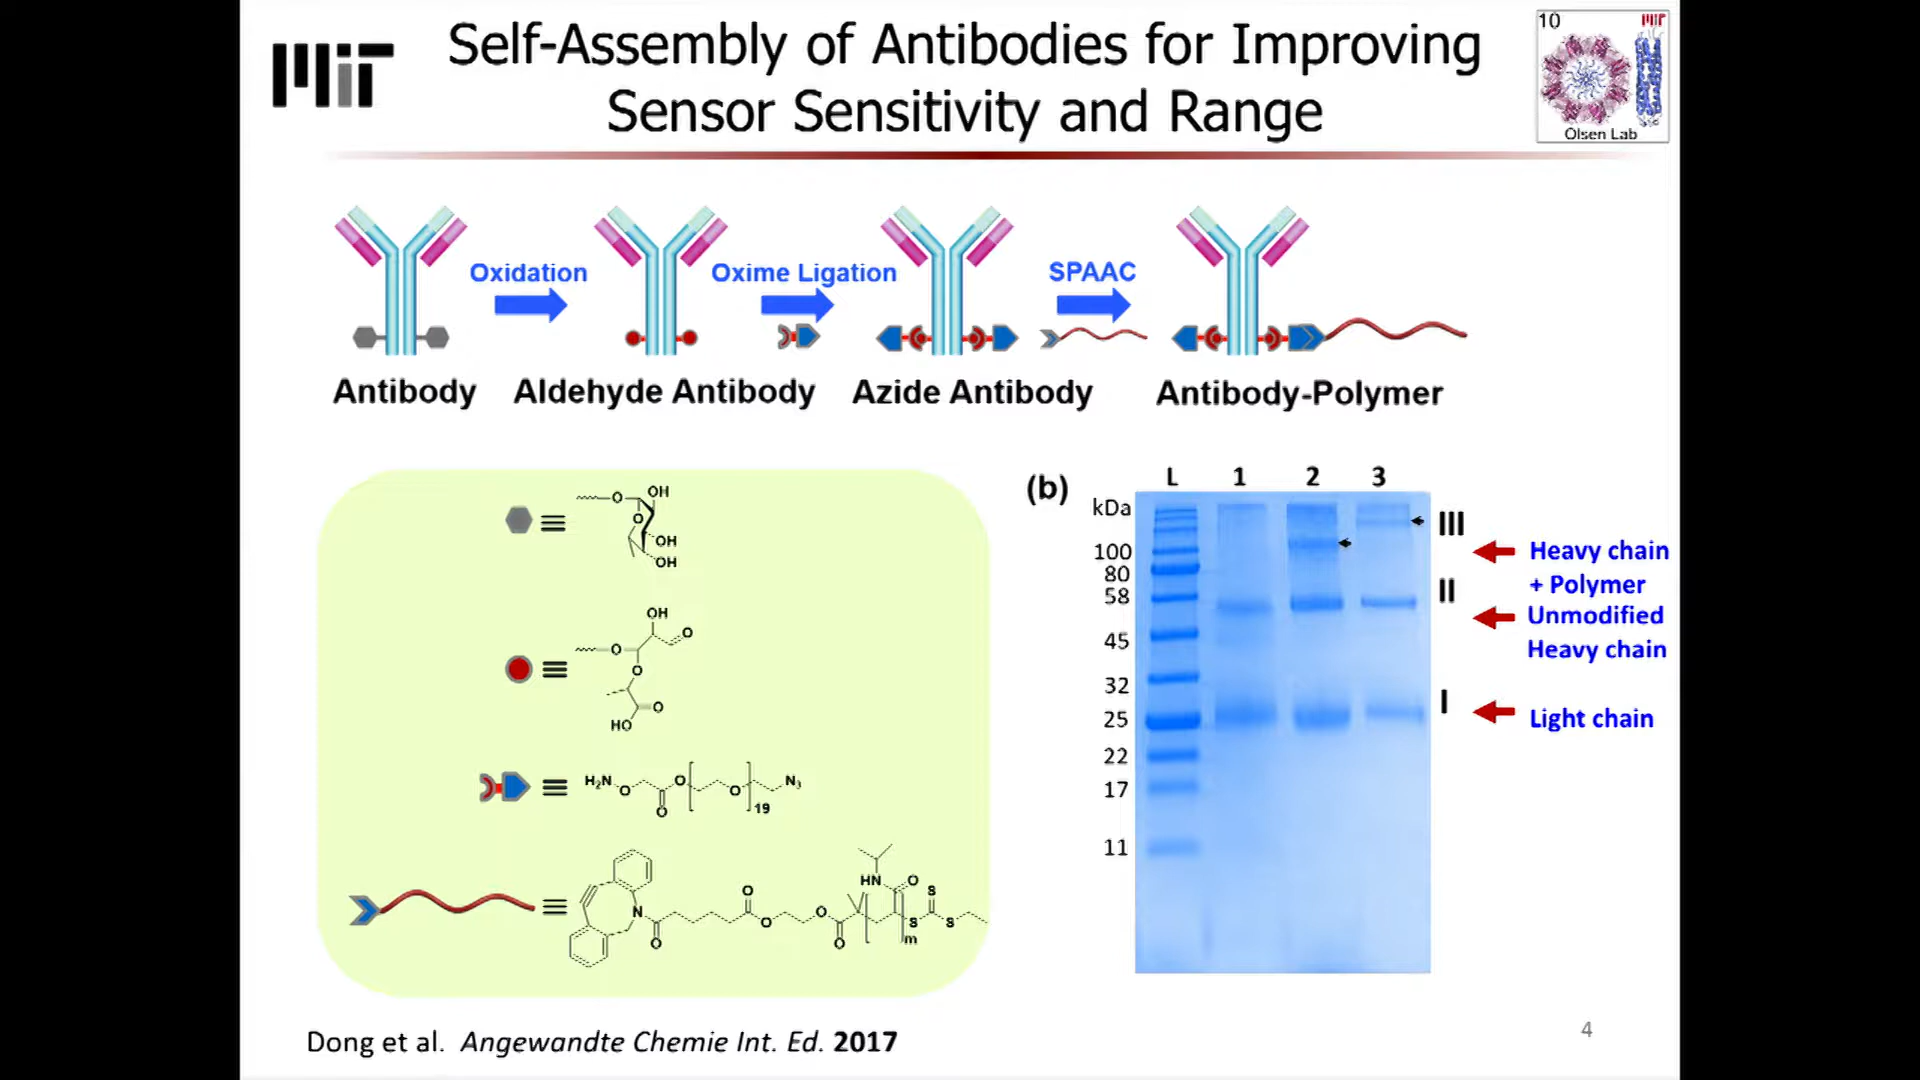 MIT
Self-Assembly of Antibodies for Improving
Sensor Sensitivity and Range
10
MIT
Olsen Lab
Oxidation
Oxime Ligation
SPAAC
Antibody
Aldehyde Antibody
Azide Antibody
Antibody-Polymer
O
OH
O
OH
OH
OH
O
O
O
O
HO
H₂N
O
O
O
O
19
N₃
N
O
O
O
O
O
HN
O
m
S
S
S
(b)
L
1
2
3
kDa
100
80
58
45
32
25
22
17
11
III
II
I
Heavy chain
+ Polymer
Unmodified
Heavy chain
Light chain
Dong et al. Angewandte Chemie Int. Ed. 2017
4